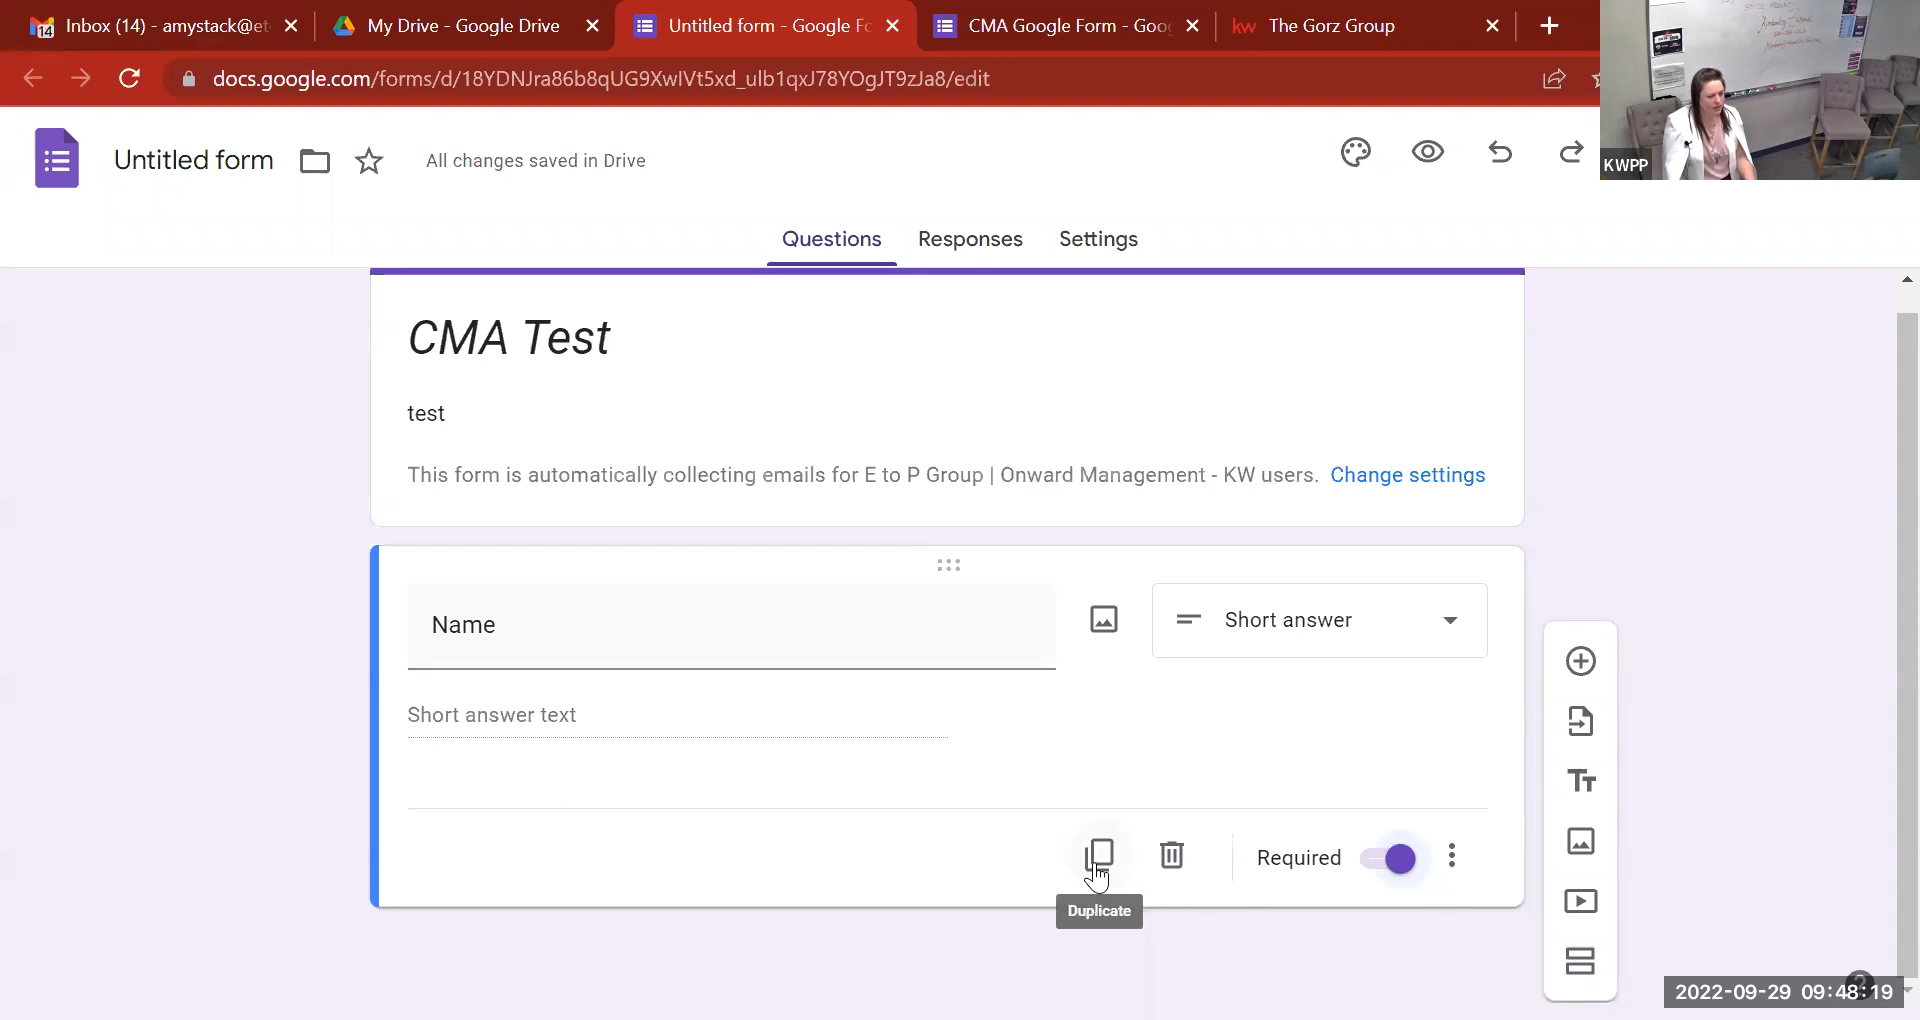 Inbox (14) - amystack@et
My Drive - Google Drive
Untitled form - Google Fo
CMA Google Form - Goog
kw The Gorz Group
docs.google.com/forms/d/18YDNJra86b8qUG9XwIVt5xd_ulb1qxJ78YOgJT9zJa8/edit
KWPP
Untitled form
All changes saved in Drive
Questions
Responses
Settings
CMA Test
test
This form is automatically collecting emails for E to P Group | Onward Management - KW users. Change settings
Name
Short answer
Short answer text
Required
Duplicate
2022-09-29 09:48:19